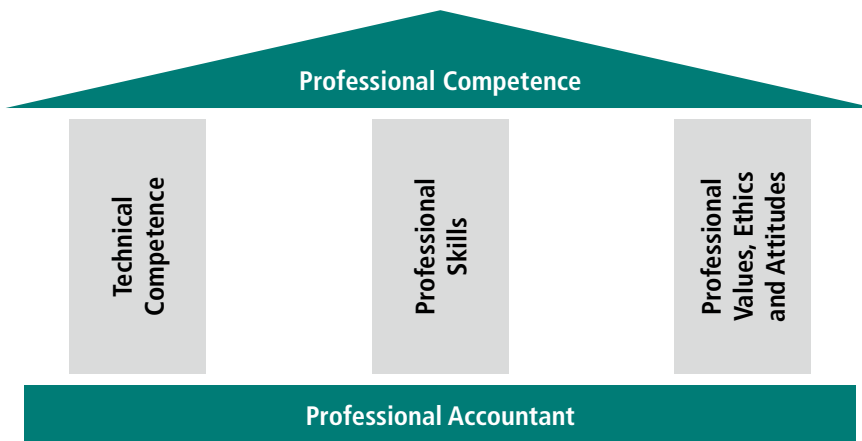 Professional Competence
Technical
Competence
Professional
Skills
Professional
Values, Ethics
and Attitudes
Professional Accountant